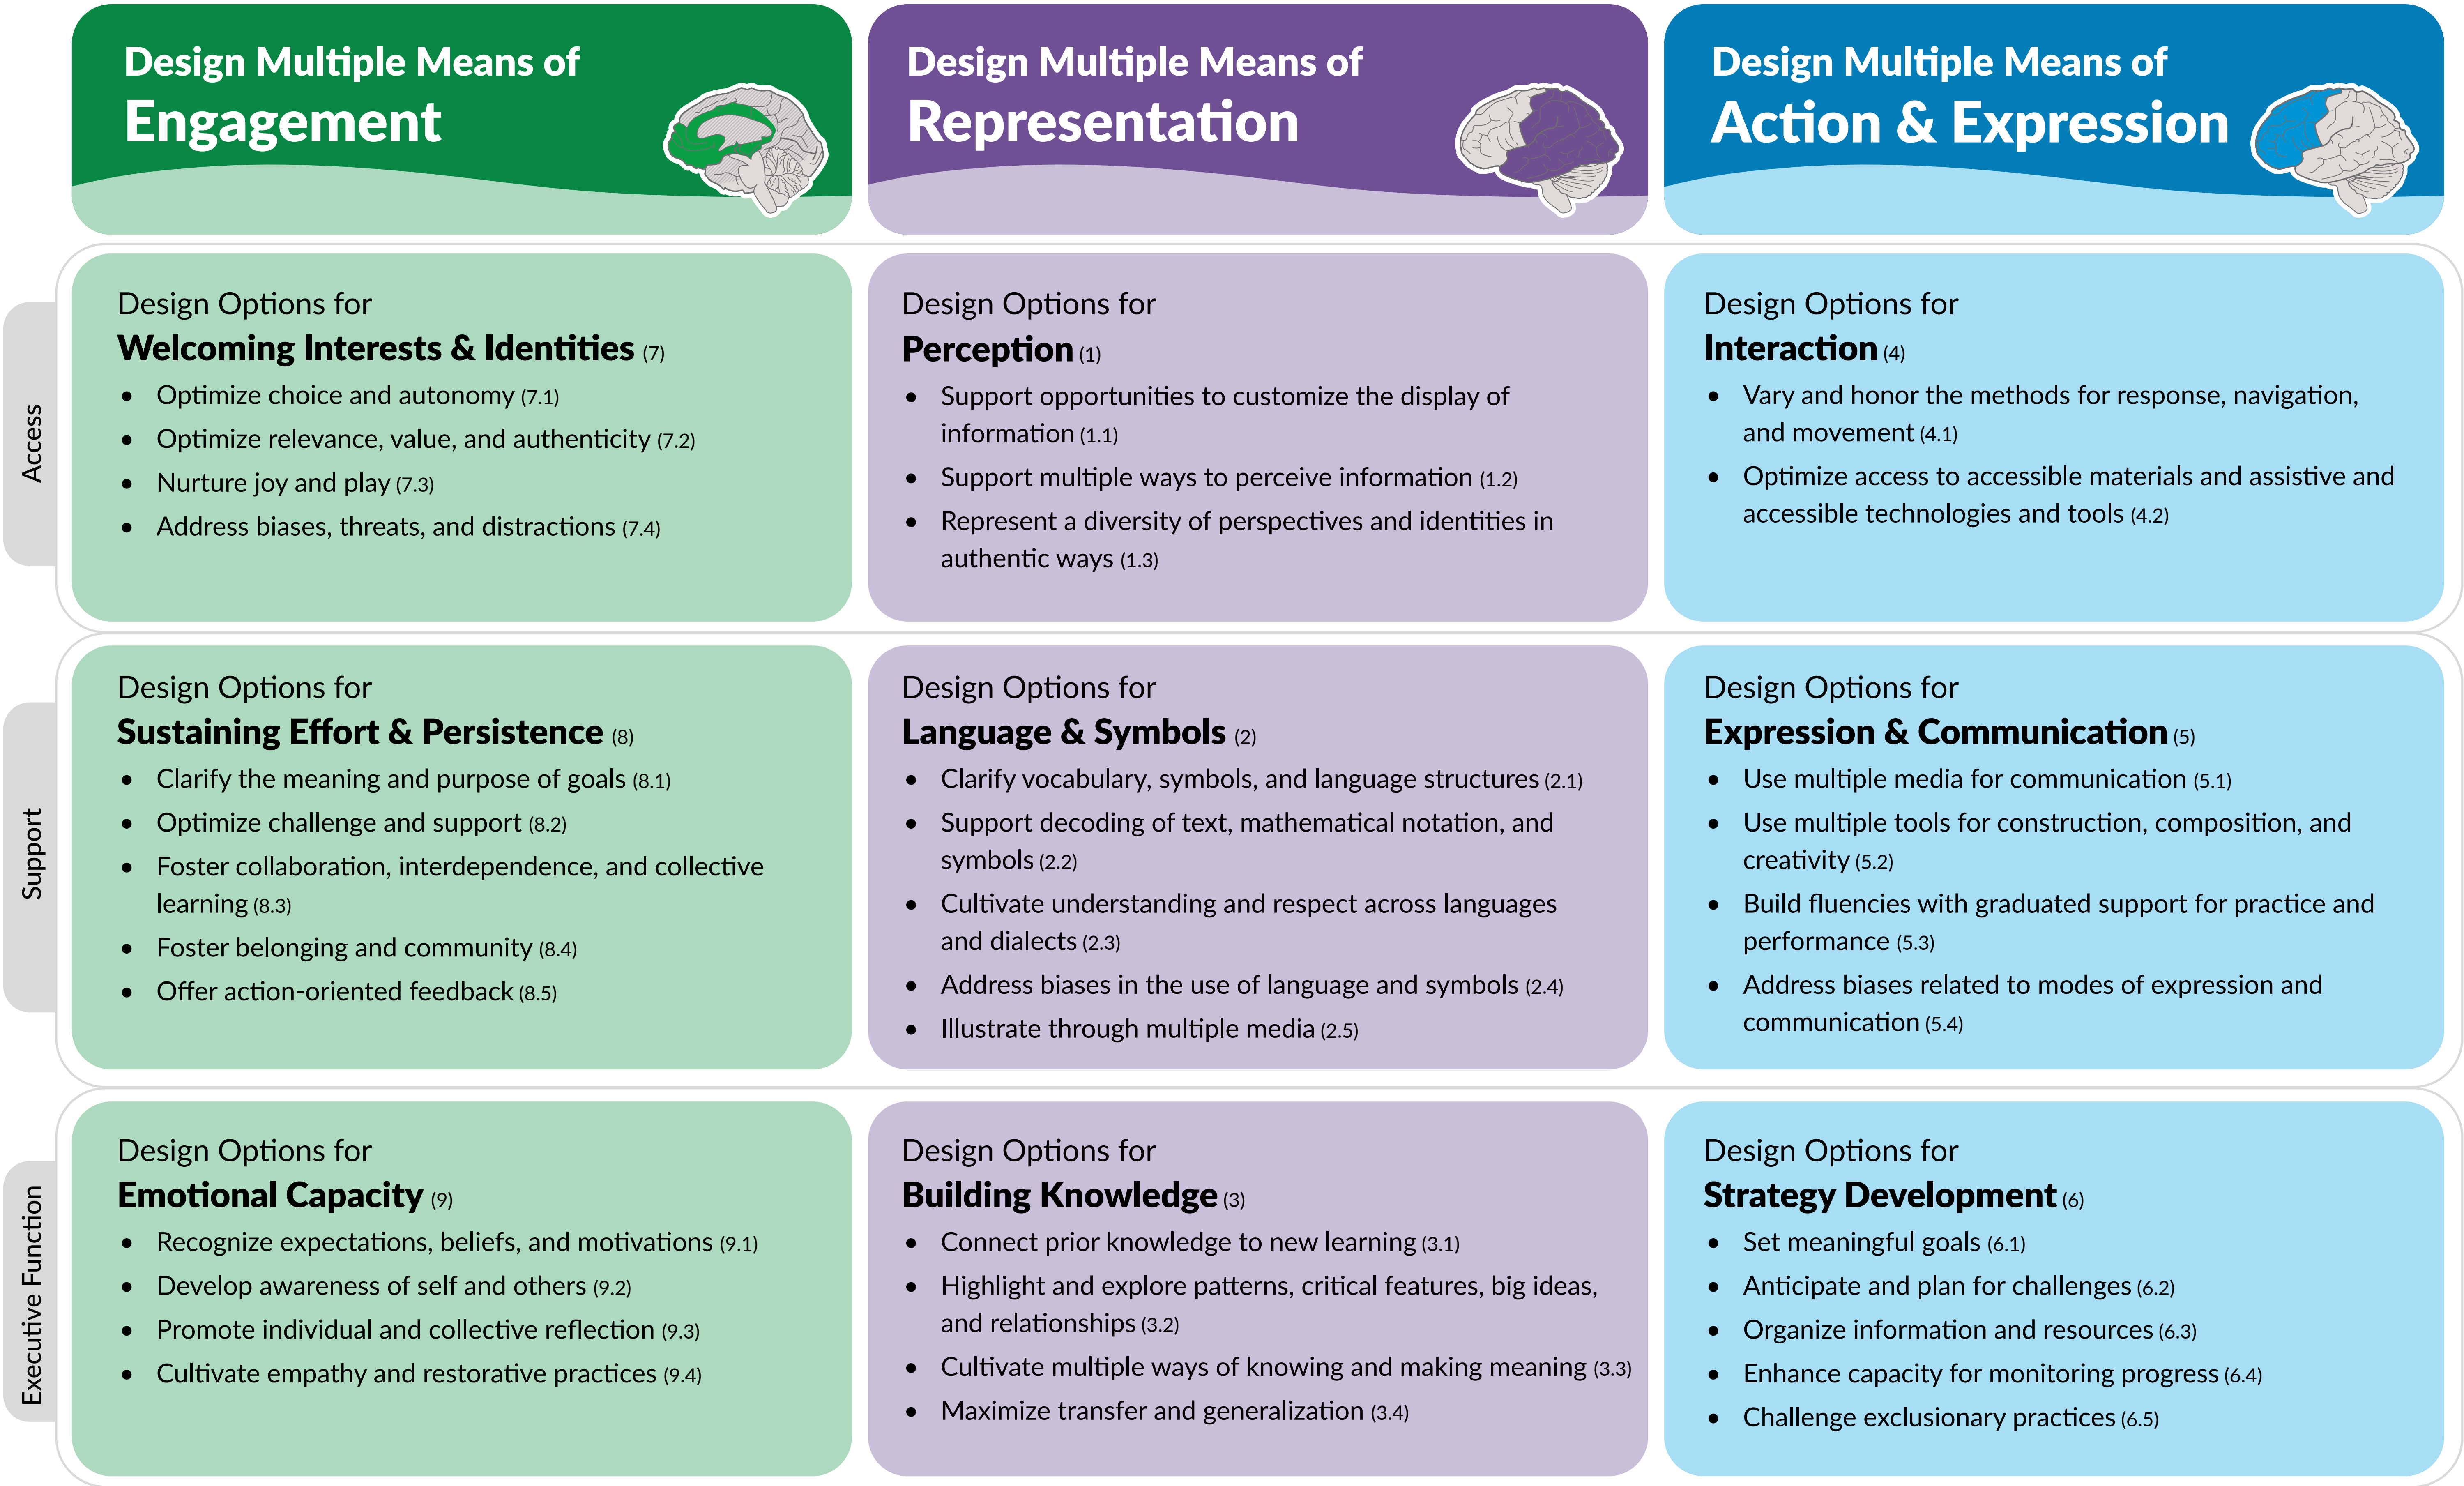 Design Multiple Means of
Engagement
Design Multiple Means of
Representation
Design Multiple Means of
Action & Expression
Access
Design Options for
Welcoming Interests & Identities (7)
• Optimize choice and autonomy (7.1)
• Optimize relevance, value, and authenticity (7.2)
• Nurture joy and play (7.3)
• Address biases, threats, and distractions (7.4)
Design Options for
Perception (1)
• Support opportunities to customize the display of
information (1.1)
• Support multiple ways to perceive information (1.2)
• Represent a diversity of perspectives and identities in
authentic ways (1.3)
Design Options for
Interaction (4)
• Vary and honor the methods for response, navigation,
and movement (4.1)
• Optimize access to accessible materials and assistive and
accessible technologies and tools (4.2)
Support
Design Options for
Sustaining Effort & Persistence (8)
• Clarify the meaning and purpose of goals (8.1)
• Optimize challenge and support (8.2)
• Foster collaboration, interdependence, and collective
learning (8.3)
• Foster belonging and community (8.4)
• Offer action-oriented feedback (8.5)
Design Options for
Language & Symbols (2)
• Clarify vocabulary, symbols, and language structures (2.1)
• Support decoding of text, mathematical notation, and
symbols (2.2)
• Cultivate understanding and respect across languages
and dialects (2.3)
• Address biases in the use of language and symbols (2.4)
• Illustrate through multiple media (2.5)
Design Options for
Expression & Communication (5)
• Use multiple media for communication (5.1)
• Use multiple tools for construction, composition, and
creativity (5.2)
• Build fluencies with graduated support for practice and
performance (5.3)
• Address biases related to modes of expression and
communication (5.4)
Executive Function
Design Options for
Emotional Capacity (9)
• Recognize expectations, beliefs, and motivations (9.1)
• Develop awareness of self and others (9.2)
• Promote individual and collective reflection (9.3)
• Cultivate empathy and restorative practices (9.4)
Design Options for
Building Knowledge (3)
• Connect prior knowledge to new learning (3.1)
• Highlight and explore patterns, critical features, big ideas,
and relationships (3.2)
• Cultivate multiple ways of knowing and making meaning (3.3)
• Maximize transfer and generalization (3.4)
Design Options for
Strategy Development (6)
• Set meaningful goals (6.1)
• Anticipate and plan for challenges (6.2)
• Organize information and resources (6.3)
• Enhance capacity for monitoring progress (6.4)
• Challenge exclusionary practices (6.5)